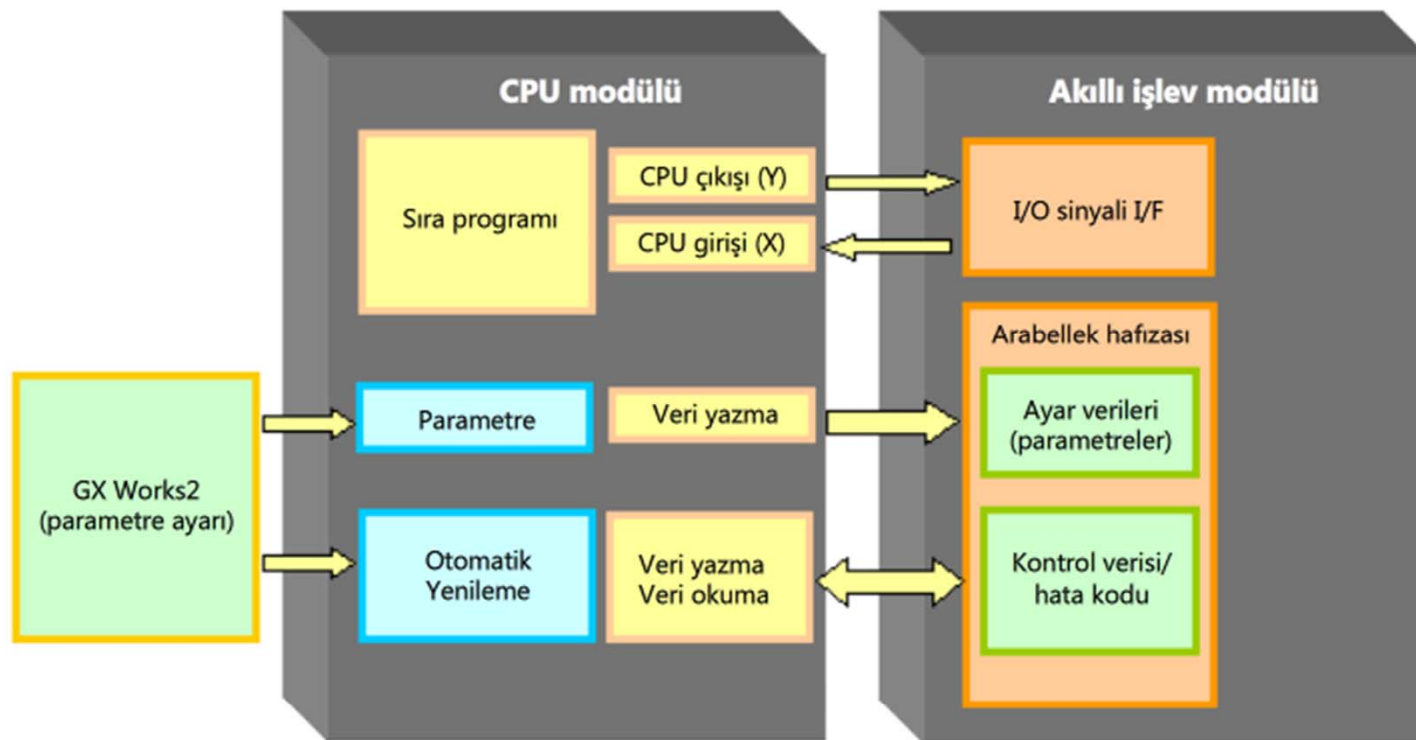 CPU modülü
Akıllı işlev modülü
Sıra programı
CPU çıkışı (Y)
CPU girişi (X)
I/O sinyali I/F
Arabellek hafızası
GX Works2
(parametre ayarı)
Parametre
Veri yazma
Ayar verileri
(parametreler)
Otomatik
Yenileme
Veri yazma
Veri okuma
Kontrol verisi/
hata kodu